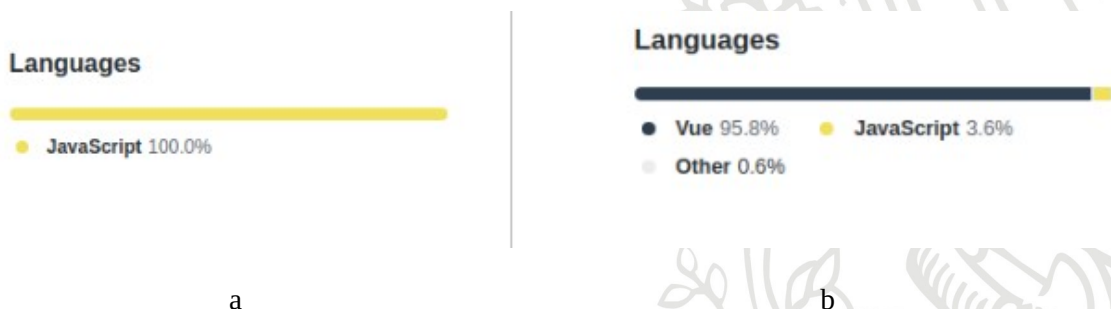 Languages
JavaScript 100.0%
a
Languages
Vue 95.8% JavaScript 3.6%
Other 0.6%
b